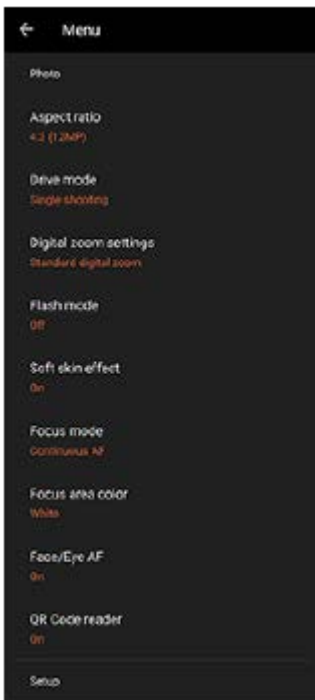 Menu
Photo
Aspect ratio
4:3 (12MP)
Drive mode
Single shooting
Digital zoom settings
Standard digital zoom
Flash mode
Off
Soft skin effect
On
Focus mode
Continuous AF
Focus area color
White
Face/Eye AF
On
QR Code reader
On
Setup